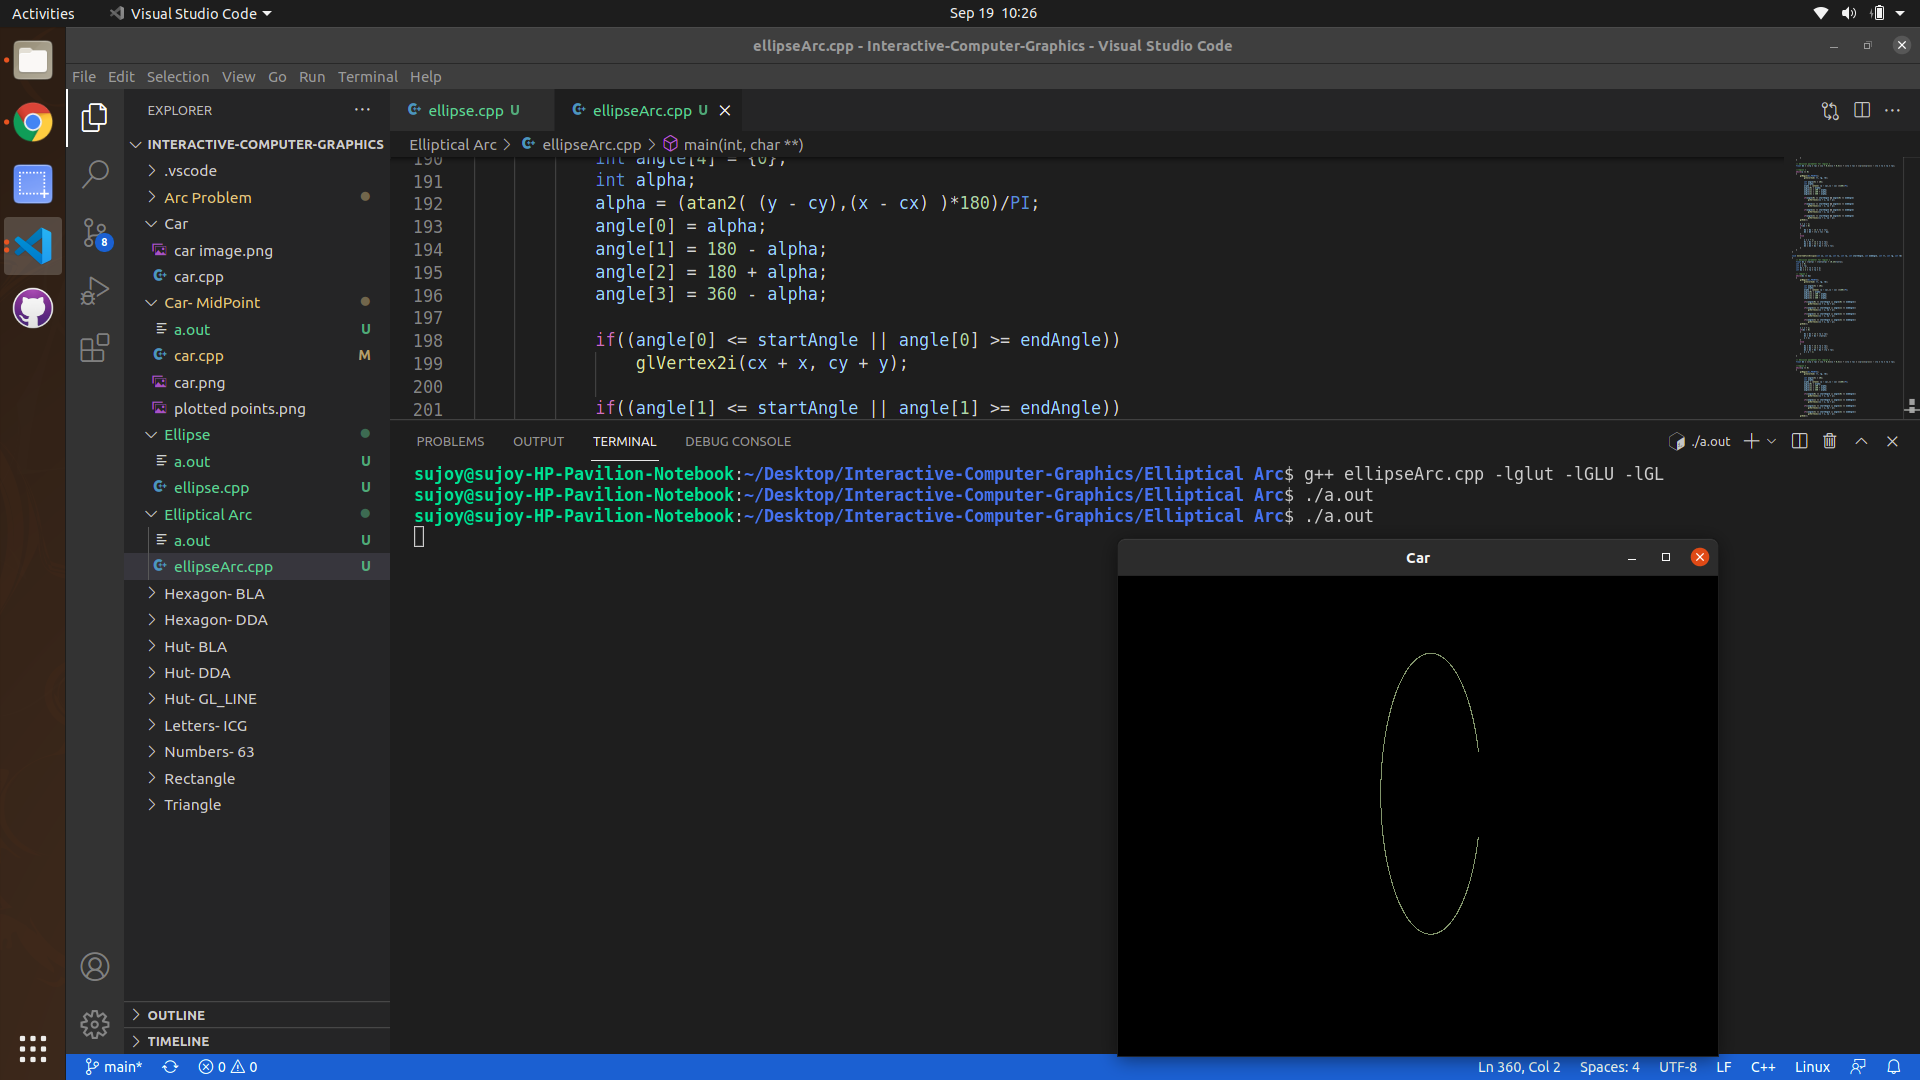 Activities
Visual Studio Code
Sep 19 10:26
ellipseArc.cpp - Interactive-Computer-Graphics - Visual Studio Code
File Edit Selection View Go Run Terminal Help
EXPLORER
ellipse.cpp U
ellipseArc.cpp U
Elliptical Arc > ellipseArc.cpp > main(int, char **)
INTERACTIVE-COMPUTER-GRAPHICS
.vscode
Arc Problem
Car
car image.png
car.cpp
Car- MidPoint
a.out U
car.cpp M
car.png
plotted points.png
Ellipse
a.out U
ellipse.cpp U
Elliptical Arc
a.out U
ellipseArc.cpp U
Hexagon- BLA
Hexagon- DDA
Hut- BLA
Hut- DDA
Hut- GL_LINE
Letters- ICG
Numbers- 63
Rectangle
Triangle
OUTLINE
TIMELINE
8
190 int angle[4] = {0};
191 int alpha;
192 alpha = (atan2( (y - cy),(x - cx) )*180)/PI;
193 angle[0] = alpha;
194 angle[1] = 180 - alpha;
195 angle[2] = 180 + alpha;
196 angle[3] = 360 - alpha;
197
198 if((angle[0] <= startAngle || angle[0] >= endAngle))
199 glVertex2i(cx + x, cy + y);
200
201 if((angle[1] <= startAngle || angle[1] >= endAngle))
PROBLEMS OUTPUT TERMINAL DEBUG CONSOLE
./a.out
sujoy@sujoy-HP-Pavilion-Notebook:~/Desktop/Interactive-Computer-Graphics/Elliptical Arc$ g++ ellipseArc.cpp -lglut -lGLU -lGL
sujoy@sujoy-HP-Pavilion-Notebook:~/Desktop/Interactive-Computer-Graphics/Elliptical Arc$ ./a.out
sujoy@sujoy-HP-Pavilion-Notebook:~/Desktop/Interactive-Computer-Graphics/Elliptical Arc$ ./a.out
Car
main* 0 0
Ln 360, Col 2 Spaces: 4 UTF-8 LF C++ Linux